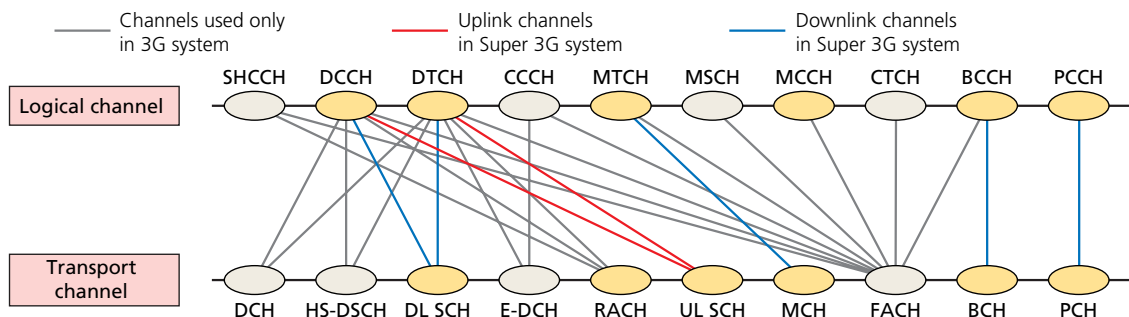 Channels used only
in 3G system
Uplink channels
in Super 3G system
Downlink channels
in Super 3G system
SHCCH DCCH DTCH CCCH MTCH MSCH MCCH CTCH BCCH PCCH
Logical channel
Transport
channel
DCH HS-DSCH DL SCH E-DCH RACH UL SCH MCH FACH BCH PCH